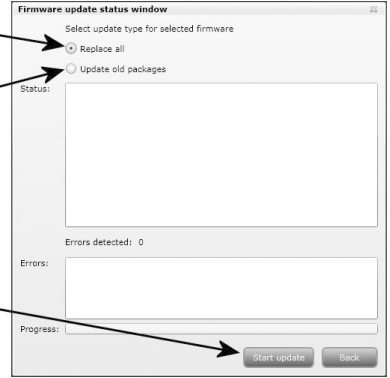 Firmware update status window
Select update type for selected firmware
Replace all
Update old packages
Status:
Errors detected: 0
Errors:
Progress:
Start update
Back